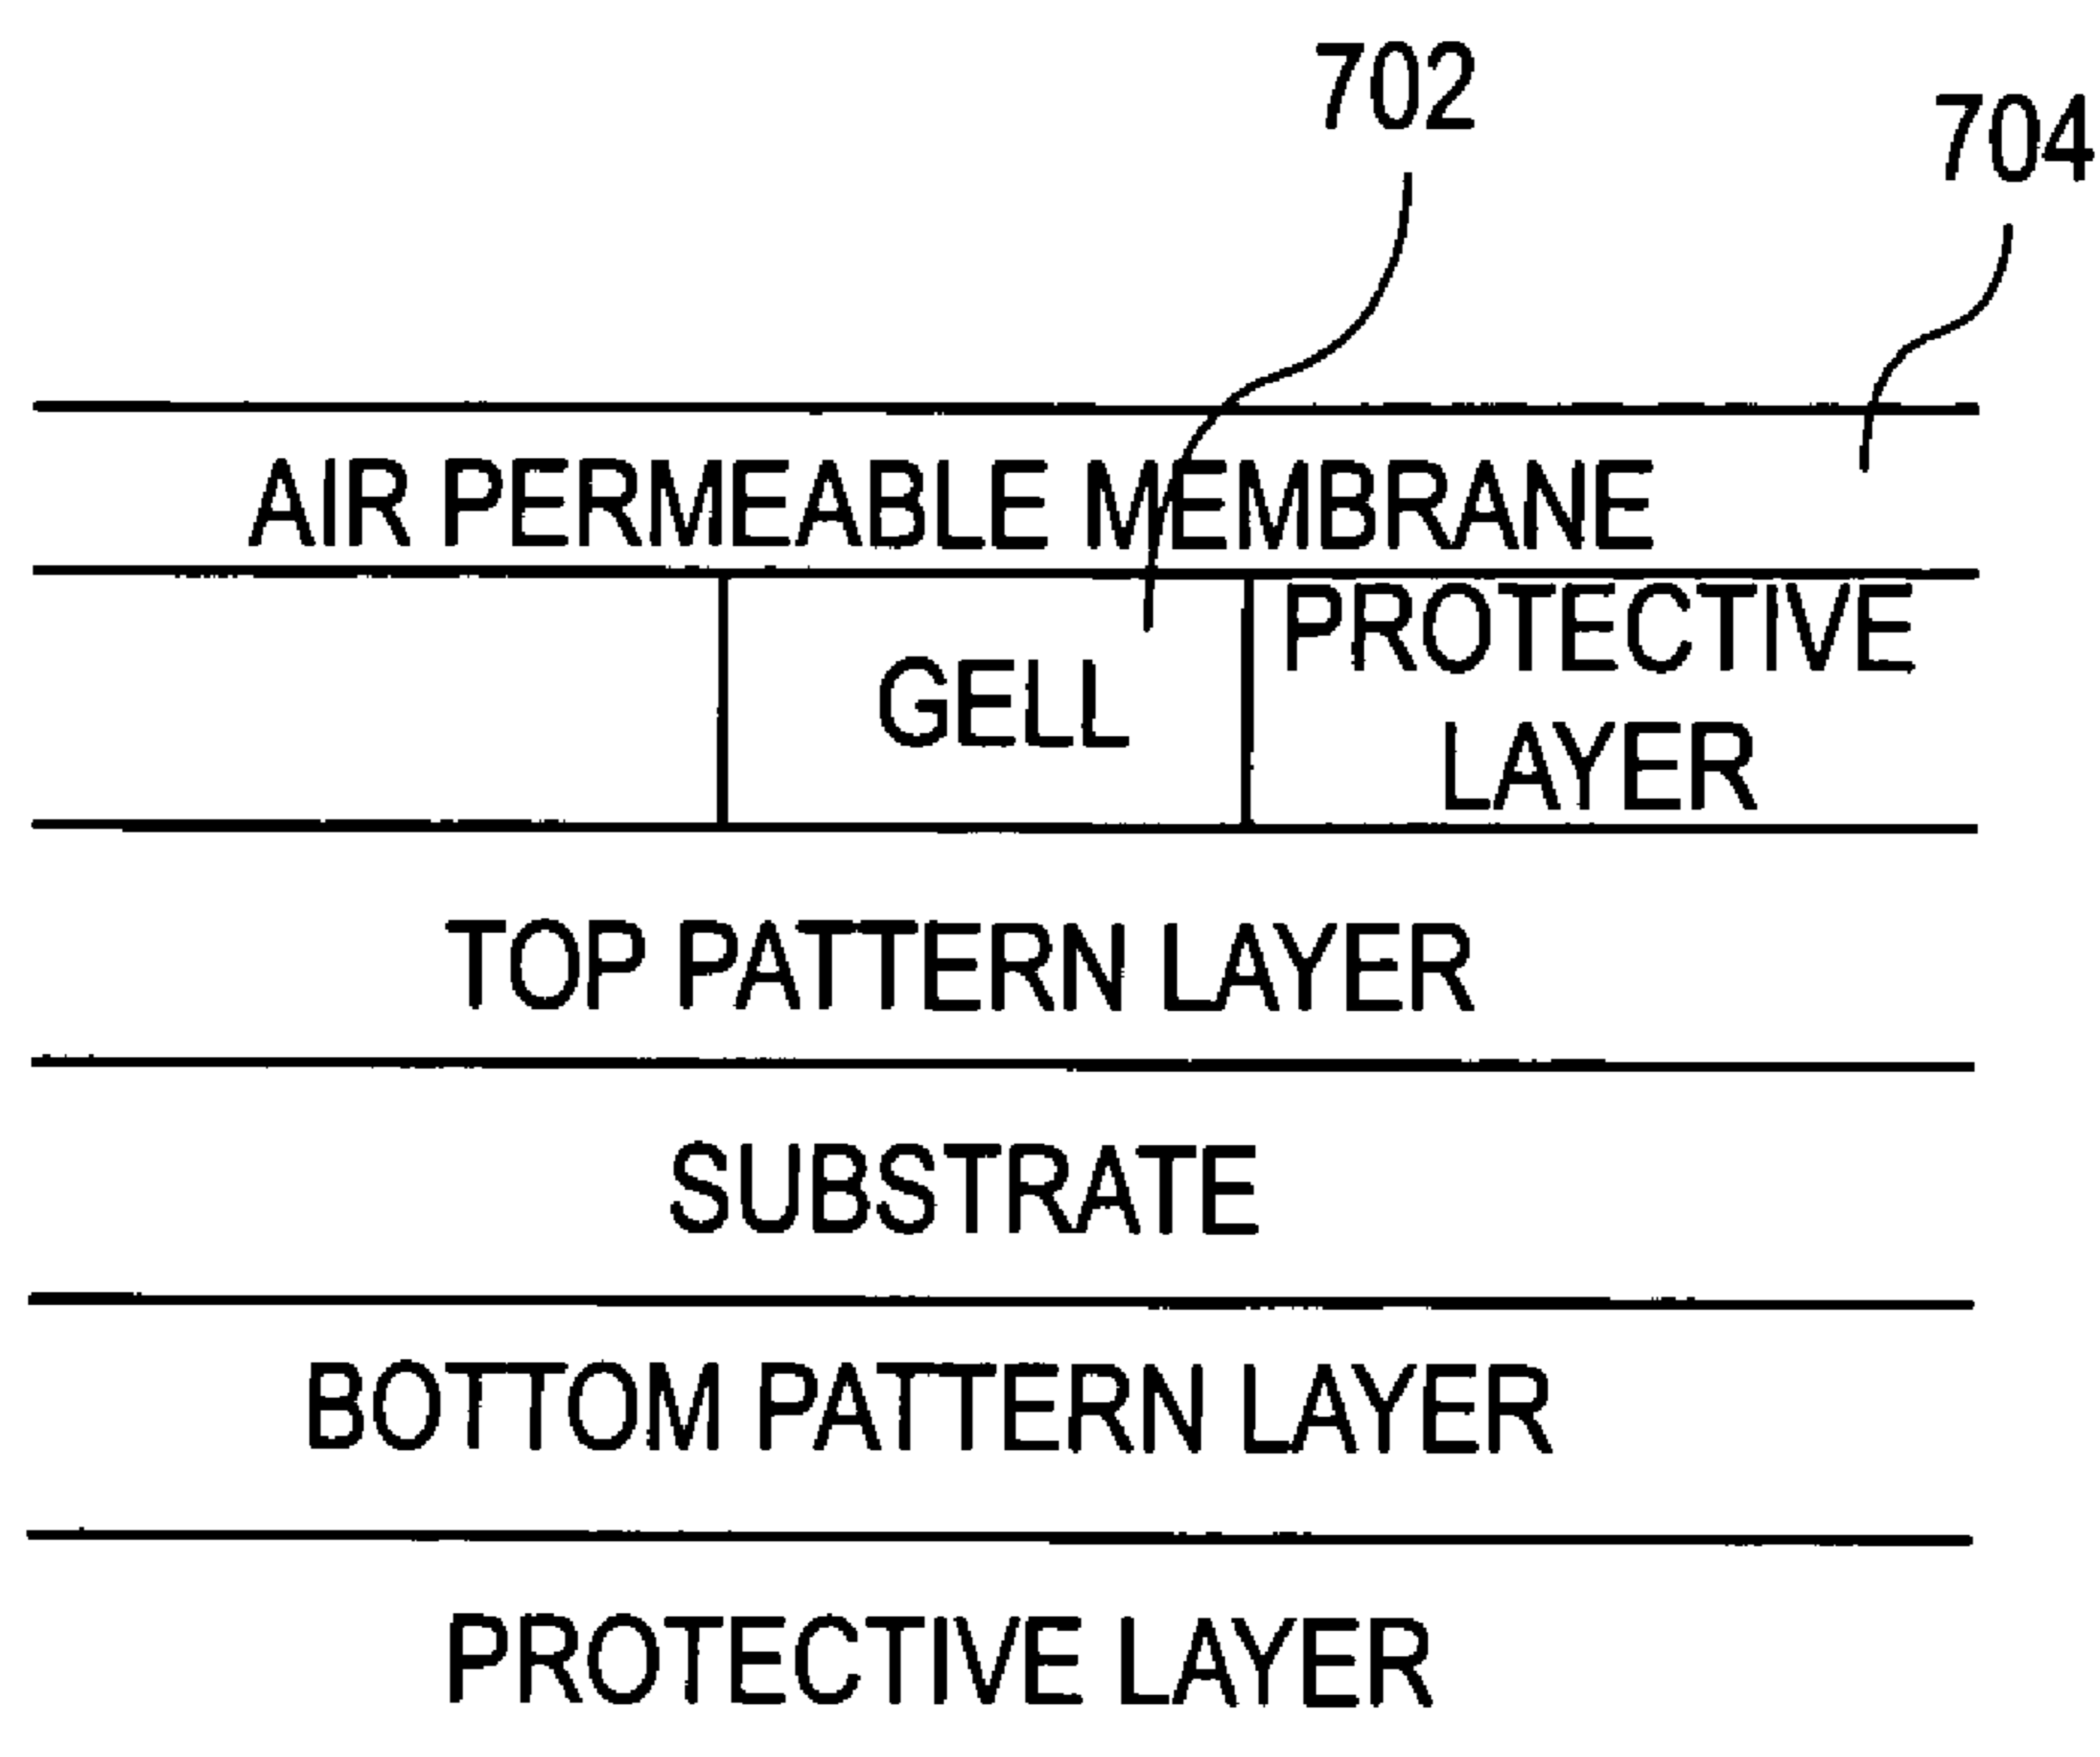 702
704
AIR PERMEABLE MEMBRANE
PROTECTIVE
GELL
LAYER
TOP PATTERN LAYER
SUBSTRATE
BOTTOM PATTERN LAYER
PROTECTIVE LAYER